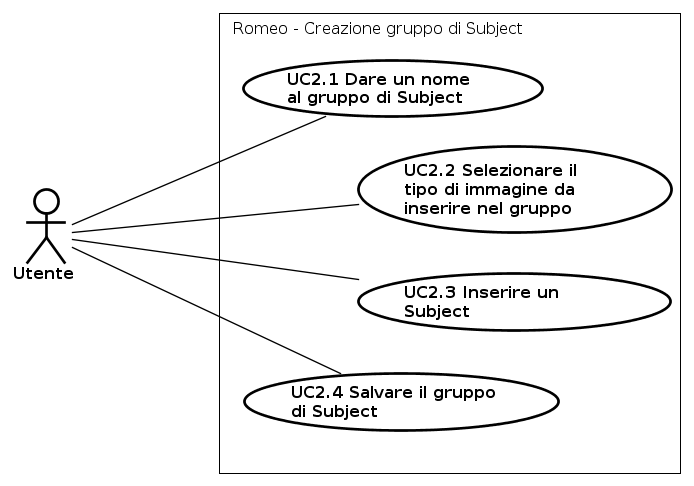 Romeo - Creazione gruppo di Subject
UC2.1 Dare un nome
al gruppo di Subject
UC2.2 Selezionare il
tipo di immagine da
inserire nel gruppo
Utente
UC2.3 Inserire un
Subject
UC2.4 Salvare il gruppo
di Subject